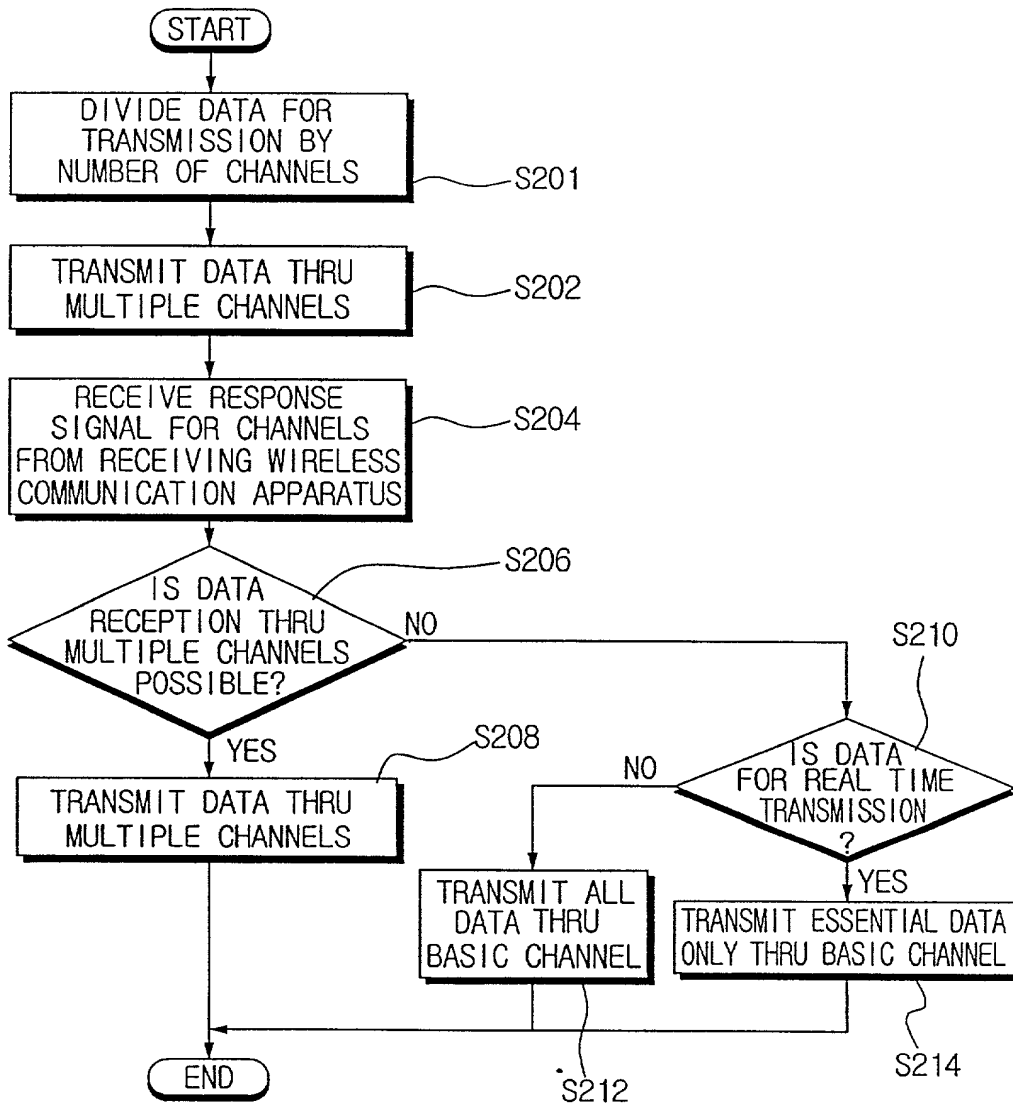 START
DIVIDE DATA FOR
TRANSMISSION BY
NUMBER OF CHANNELS
S201
TRANSMIT DATA THRU
MULTIPLE CHANNELS
S202
RECEIVE RESPONSE
SIGNAL FOR CHANNELS
FROM RECEIVING WIRELESS
COMMUNICATION APPARATUS
S204
IS DATA
RECEPTION THRU
MULTIPLE CHANNELS
POSSIBLE?
S206
NO
YES
TRANSMIT DATA THRU
MULTIPLE CHANNELS
S208
IS DATA
FOR REAL TIME
TRANSMISSION
?
S210
NO
YES
TRANSMIT ALL
DATA THRU
BASIC CHANNEL
S212
TRANSMIT ESSENTIAL DATA
ONLY THRU BASIC CHANNEL
S214
END